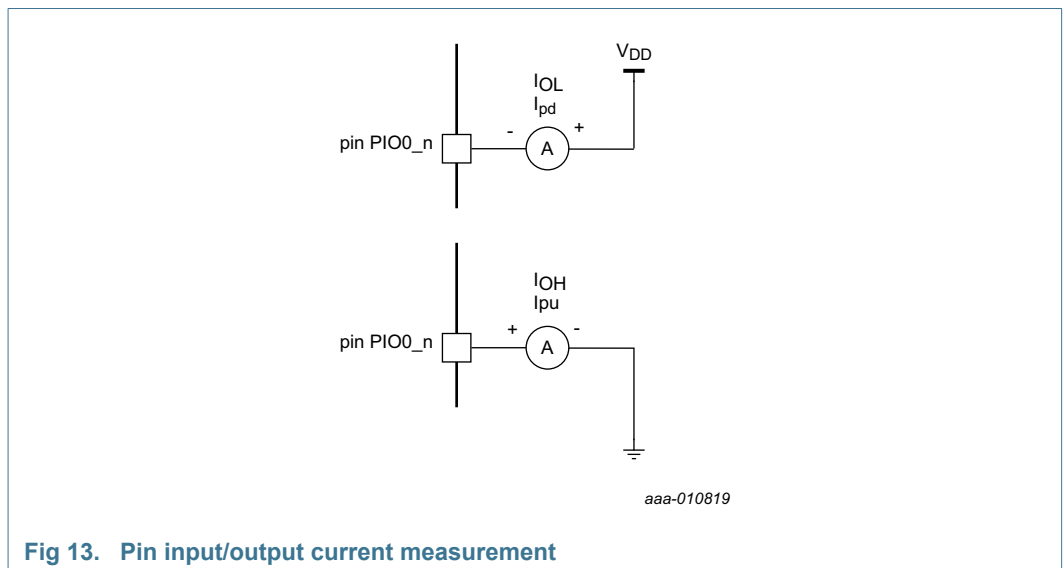 VDD
IOL
Ipd
pin PIO0_n
-
A
+
IOH
Ipu
pin PIO0_n
+
A
-
aaa-010819
Fig 13. Pin input/output current measurement